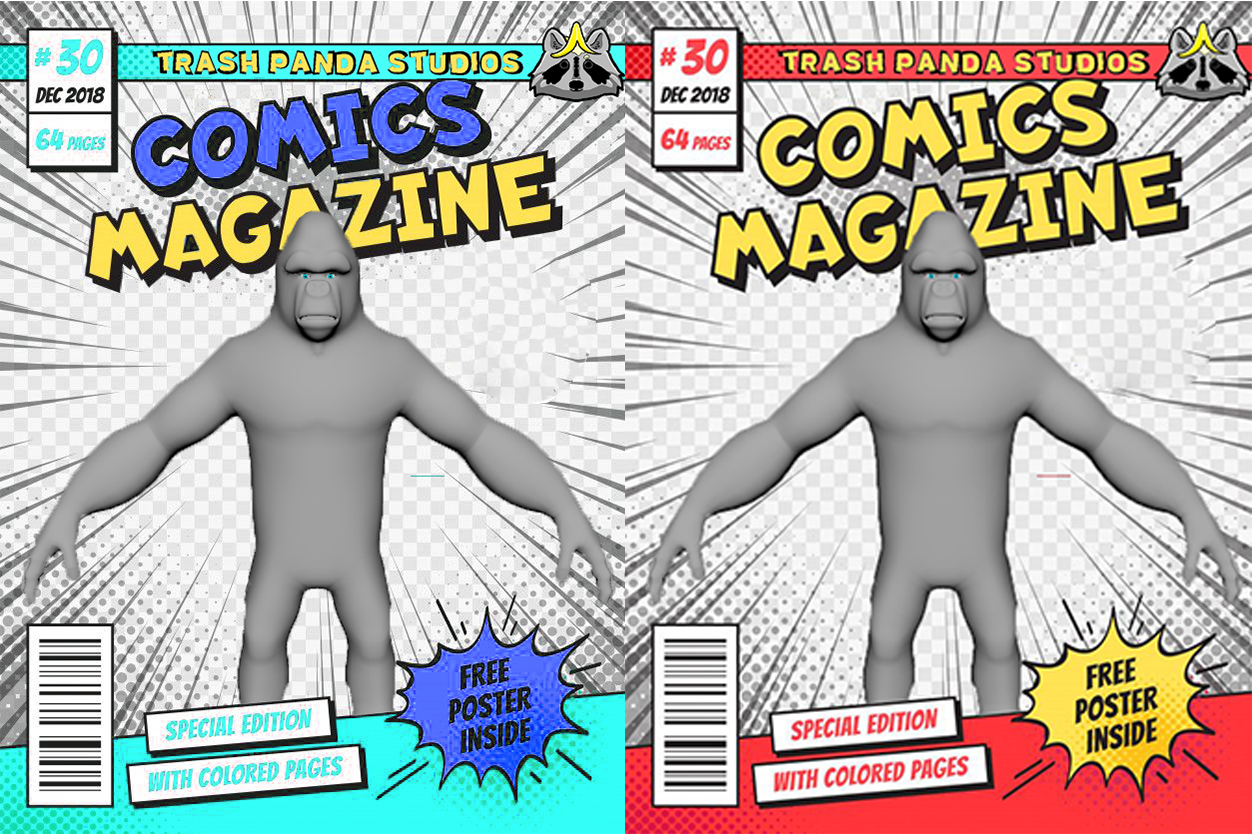 # 30
DEC 2018
64 PAGES
TRASH PANDA STUDIOS
COMICS
MAGAZINE
FREE
POSTER
INSIDE
SPECIAL EDITION
WITH COLORED PAGES
# 30
DEC 2018
64 PAGES
TRASH PANDA STUDIOS
COMICS
MAGAZINE
FREE
POSTER
INSIDE
SPECIAL EDITION
WITH COLORED PAGES